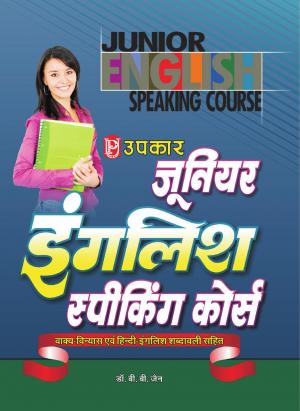 JUNIOR
ENGLISH
SPEAKING COURSE
उपकार
जूनियर
इंगलिश
स्पीकिंग कोर्स
वाक्य-विन्यास एवं हिन्दी-इंगलिश शब्दावली सहित
डॉ. बी. बी. जैन